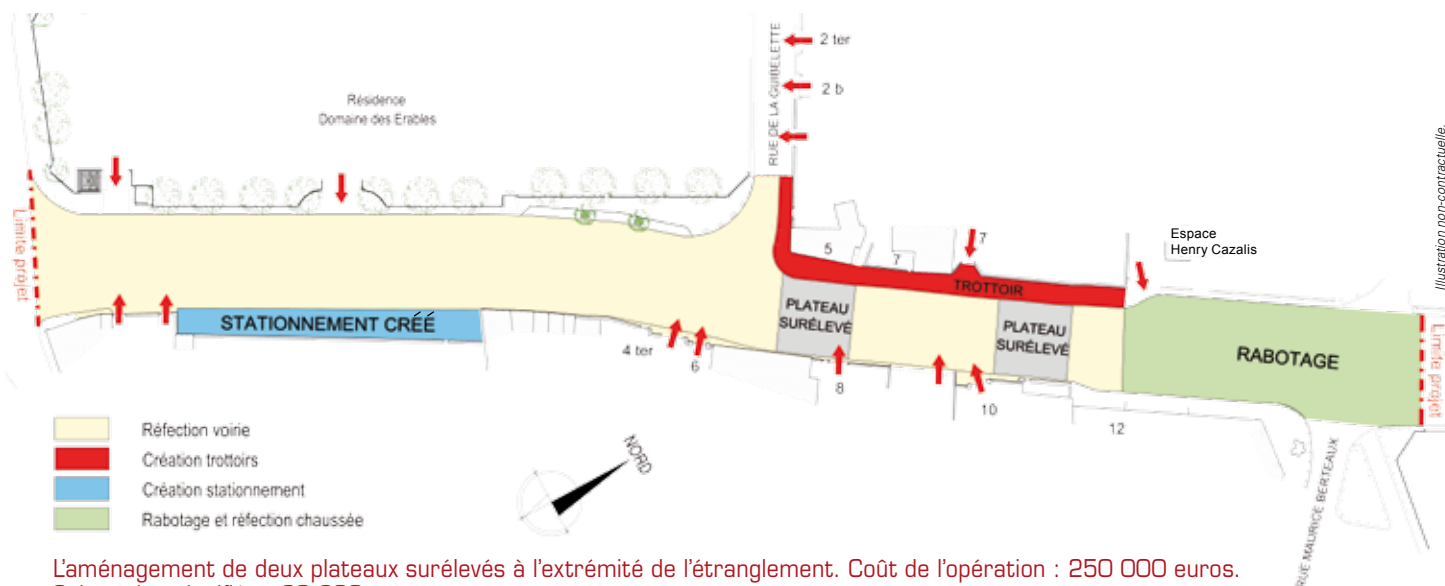 RUE DE LA GUIBELETTE
2 ter
2 b
Résidence
Domaine des Erables
Illustration non-contractuelle.
Limite projet
Espace
Henry Cazalis
5
7
7
TROTTOIR
STATIONNEMENT CRÉÉ
PLATEAU
SURÉLEVÉ
PLATEAU
SURÉLEVÉ
RABOTAGE
Limite projet
4 ter
6
8
10
12
RUE MAURICE BERTEAUX
Réfection voirie
Création trottoirs
Création stationnement
Rabotage et réfection chaussée
NORD
L'aménagement de deux plateaux surélevés à l'extrémité de l'étranglement. Coût de l'opération : 250 000 euros.